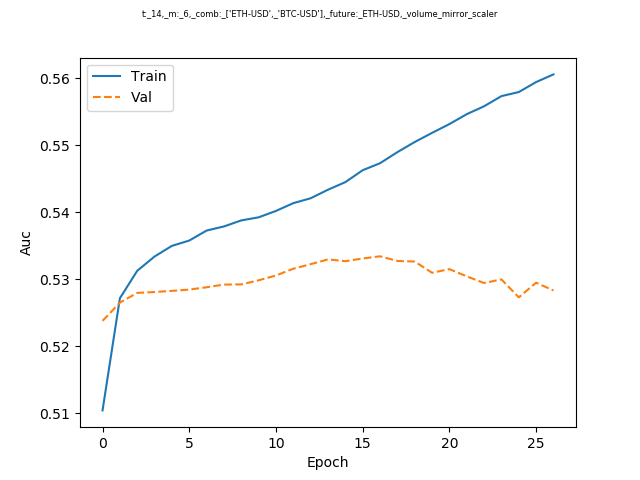 t:_14,_m:_6,_comb:_['ETH-USD',_'BTC-USD'],_future:_ETH-USD,_volume_mirror_scaler
Train
Val
0.56
0.55
0.54
0.53
0.52
0.51
Auc
0
5
10
15
20
25
Epoch